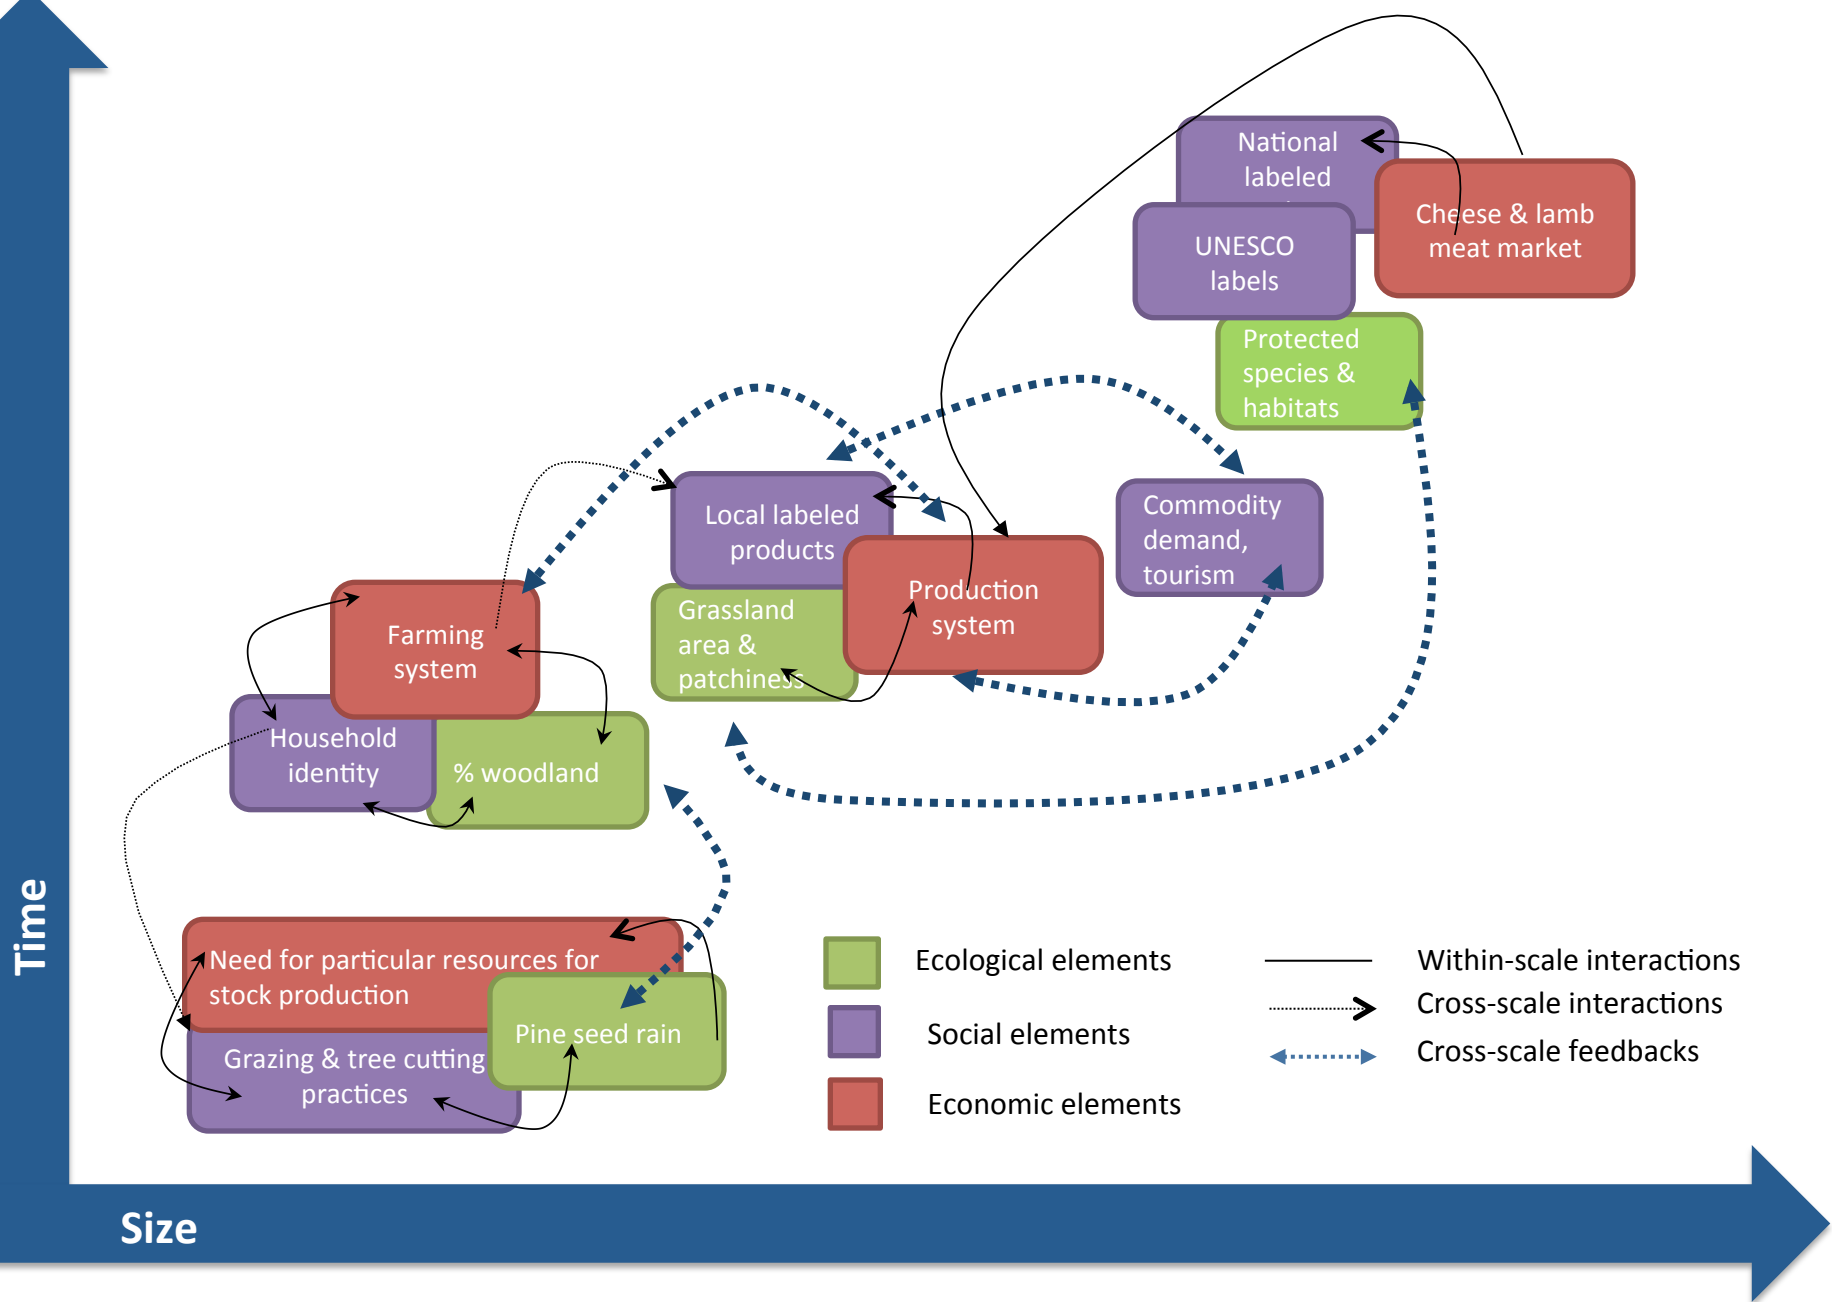 National
labeled
Cheese & lamb
meat market
UNESCO
labels
Protected
species &
habitats
Local labeled
products
Commodity
demand,
tourism
Production
system
Grassland
area &
patchiness
Farming
system
Household
identity
% woodland
Need for particular resources for
stock production
Pine seed rain
Grazing & tree cutting
practices
Ecological elements
Social elements
Economic elements
Within-scale interactions
Cross-scale interactions
Cross-scale feedbacks
Time
Size